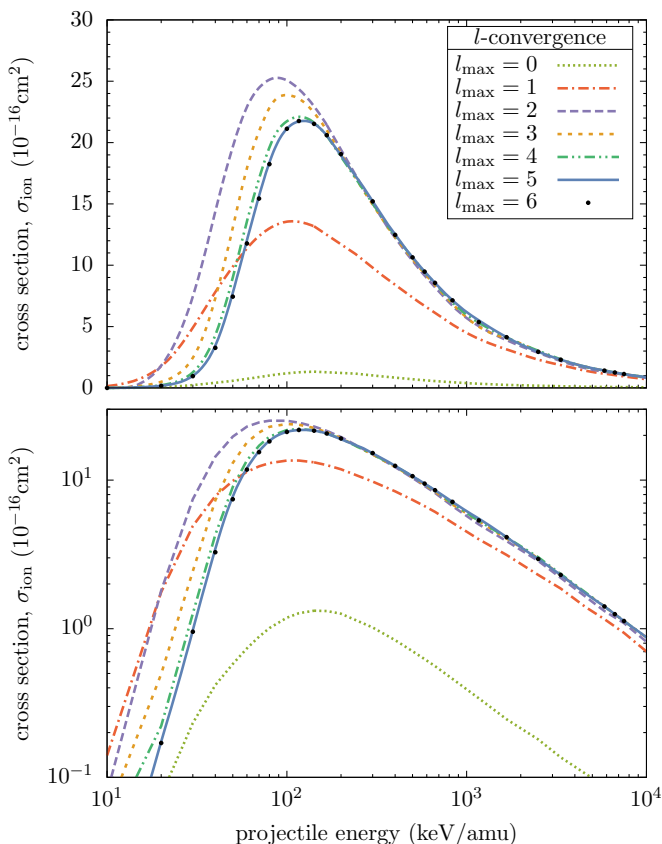 30
25
20
15
10
5
0
cross section, σion (10−16cm2)
l-convergence
lmax = 0
lmax = 1
lmax = 2
lmax = 3
lmax = 4
lmax = 5
lmax = 6
101
100
10−1
cross section, σion (10−16cm2)
101 102 103 104
projectile energy (keV/amu)